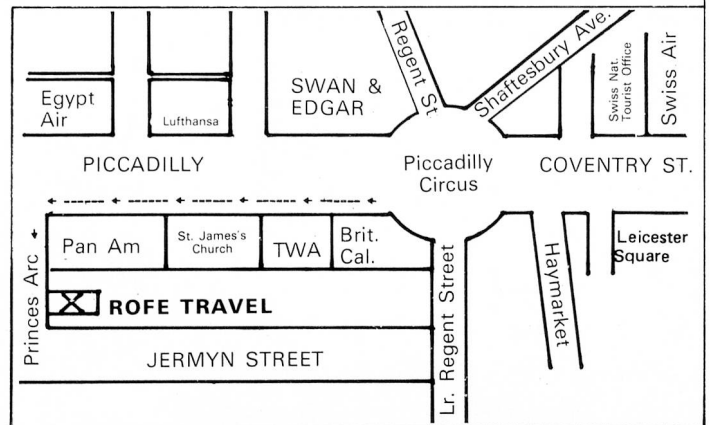 Regent St.
Shaftesbury Ave.
Swiss Nat.
Tourist Office
Swiss Air
Egypt
Air
Lufthansa
SWAN &
EDGAR
PICCADILLY
Piccadilly
Circus
COVENTRY ST.
Pan Am
St. James's
Church
TWA
Brit.
Cal.
Leicester
Square
Princes Arc
ROFE TRAVEL
Haymarket
Lr. Regent Street
JERMYN STREET